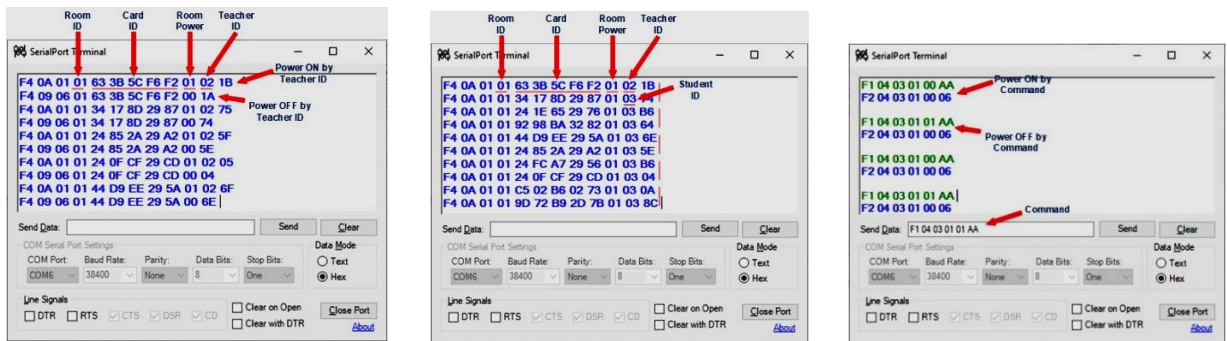 Room ID
Card ID
Room Power
Teacher ID
SerialPort Terminal
F4 0A 01 01 63 3B 5C F6 F2 01 02 1B
F4 09 06 01 63 3B 5C F6 F2 00 1A
F4 0A 01 01 34 17 8D 29 87 01 02 75
F4 09 06 01 34 17 8D 29 87 00 74
F4 0A 01 01 24 85 2A 29 A2 01 02 5F
F4 09 06 01 24 85 2A 29 A2 00 5E
F4 0A 01 01 24 0F CF 29 CD 01 02 05
F4 09 06 01 24 0F CF 29 CD 00 04
F4 0A 01 01 44 D9 EE 29 5A 01 02 6F
F4 09 06 01 44 D9 EE 29 5A 00 6E
Power ON by Teacher ID
Power OFF by Teacher ID
Send Data:
Send
Clear
COM Serial Port Settings
COM Port: Baud Rate: Parity: Data Bits: Stop Bits:
COM6 38400 None 8 One
Data Mode
Text
Hex
Line Signals
DTR RTS CTS DSR CD
Clear on Open
Clear with DTR
Close Port
About
Room ID
Card ID
Room Power
Teacher ID
SerialPort Terminal
F4 0A 01 01 63 3B 5C F6 F2 01 02 1B
F4 0A 01 01 34 17 8D 29 87 01 03
F4 0A 01 01 24 1E 65 29 76 01 03 B6
F4 0A 01 01 92 98 BA 32 82 01 03 64
F4 0A 01 01 44 D9 EE 29 5A 01 03 6E
F4 0A 01 01 24 85 2A 29 A2 01 03 5E
F4 0A 01 01 24 FC A7 29 56 01 03 B6
F4 0A 01 01 24 0F CF 29 CD 01 03 04
F4 0A 01 01 C5 02 B6 02 73 01 03 0A
F4 0A 01 01 9D 72 B9 2D 7B 01 03 8C
Student ID
Send Data:
Send
Clear
COM Serial Port Settings
COM Port: Baud Rate: Parity: Data Bits: Stop Bits:
COM6 38400 None 8 One
Data Mode
Text
Hex
Line Signals
DTR RTS CTS DSR CD
Clear on Open
Clear with DTR
Close Port
About
SerialPort Terminal
F1 04 03 01 00 AA
F2 04 03 01 00 06
F1 04 03 01 01 AA
F2 04 03 01 00 06
F1 04 03 01 00 AA
F2 04 03 01 00 06
F1 04 03 01 01 AA
F2 04 03 01 00 06
Power ON by Command
Power OFF by Command
Command
Send Data: F1 04 03 01 01 AA
Send
Clear
COM Serial Port Settings
COM Port: Baud Rate: Parity: Data Bits: Stop Bits:
COM6 38400 None 8 One
Data Mode
Text
Hex
Line Signals
DTR RTS CTS DSR CD
Clear on Open
Clear with DTR
Close Port
About